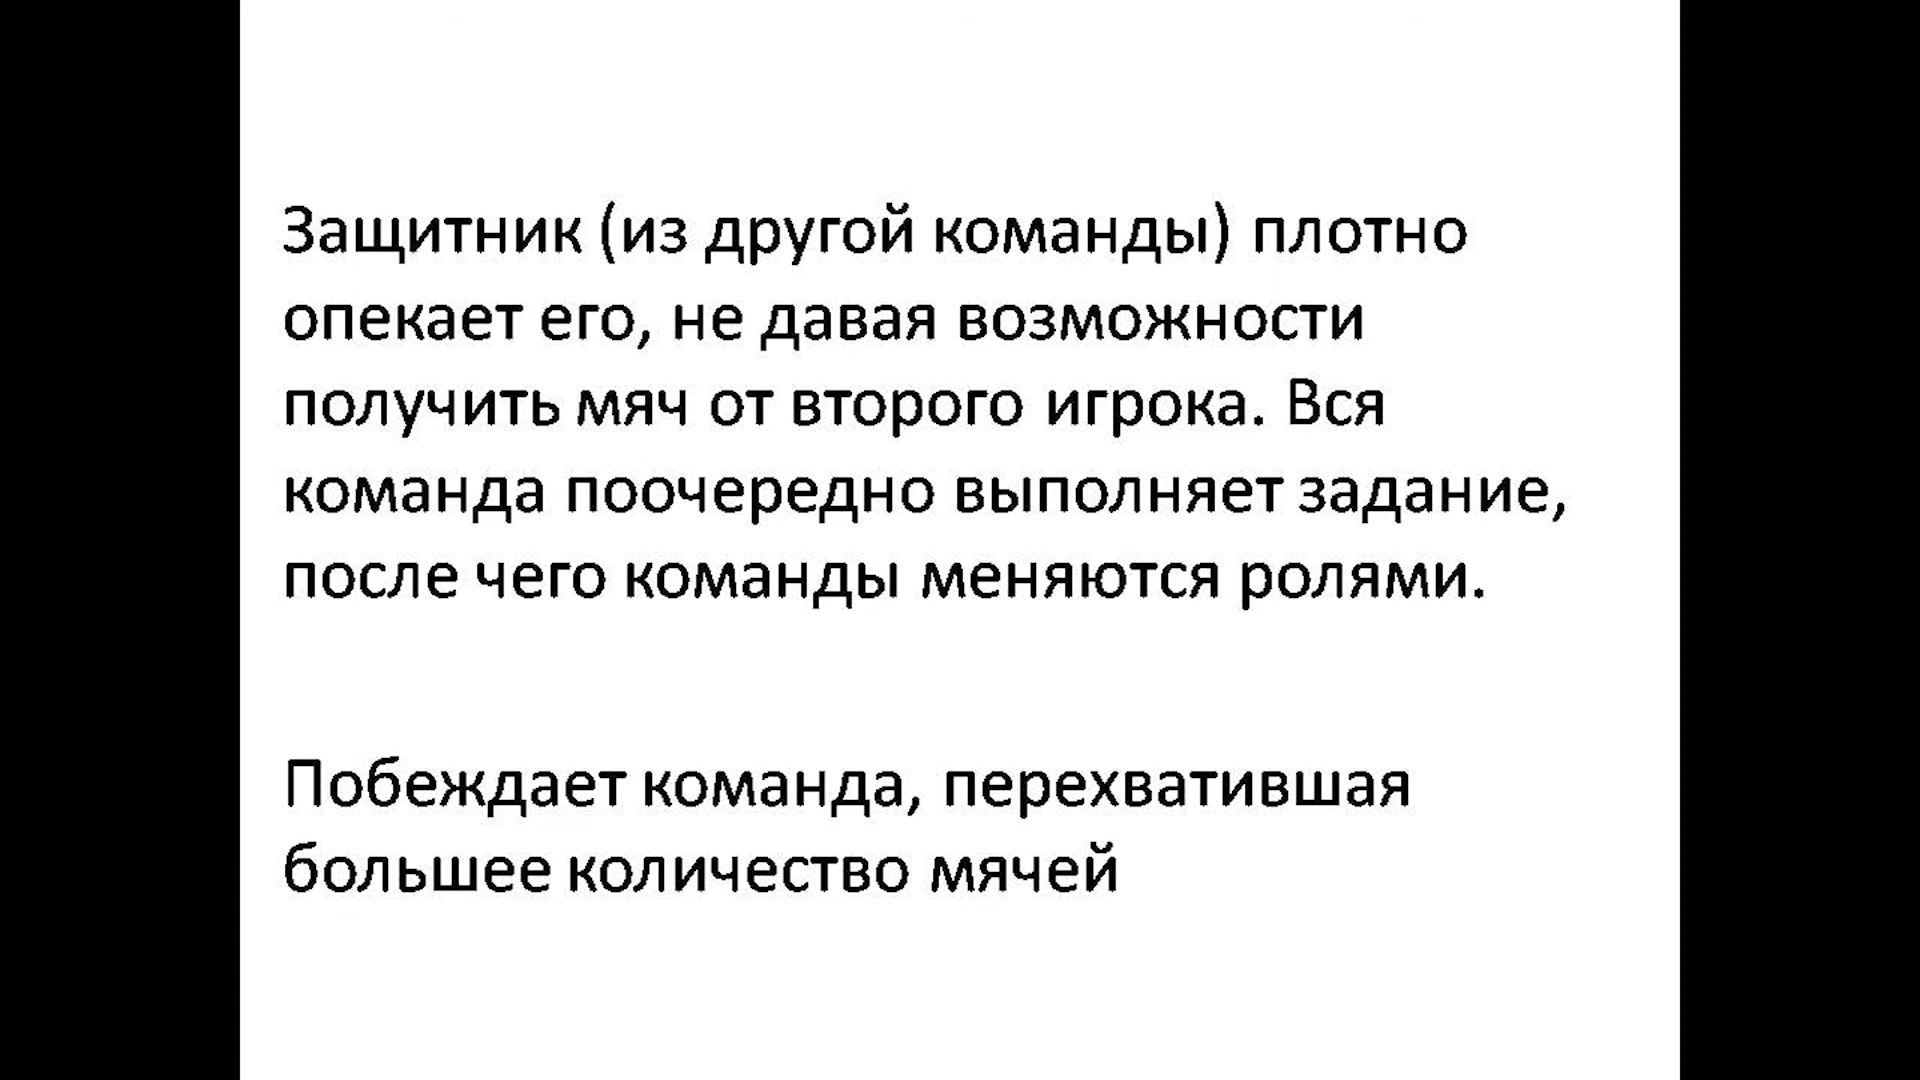 Защитник (из другой команды) плотно
опекает его, не давая возможности
получить мяч от второго игрока. Вся
команда поочередно выполняет задание,
после чего команды меняются ролями.
Побеждает команда, перехватившая
большее количество мячей